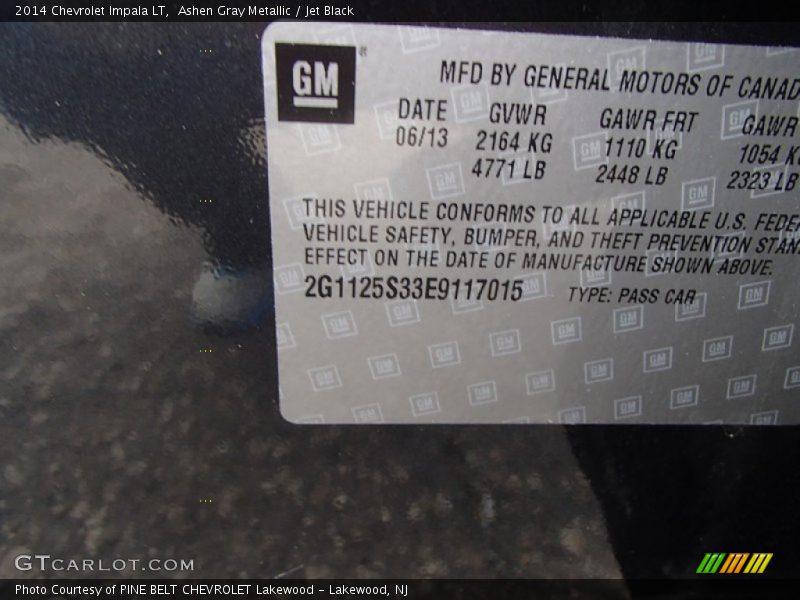 2014 Chevrolet Impala LT,  Ashen Gray Metallic / Jet Black
GM
MFD BY GENERAL MOTORS OF CANAD
DATE GVWR GAWR FRT GAWR
06/13 2164 KG 1110 KG 1054 K
4771 LB 2448 LB 2323 LB
THIS VEHICLE CONFORMS TO ALL APPLICABLE U.S. FEDE
VEHICLE SAFETY, BUMPER, AND THEFT PREVENTION STAN
EFFECT ON THE DATE OF MANUFACTURE SHOWN ABOVE.
2G1125S33E9117015 TYPE: PASS CAR
GTCARLOT.COM
Photo Courtesy of PINE BELT CHEVROLET Lakewood - Lakewood, NJ